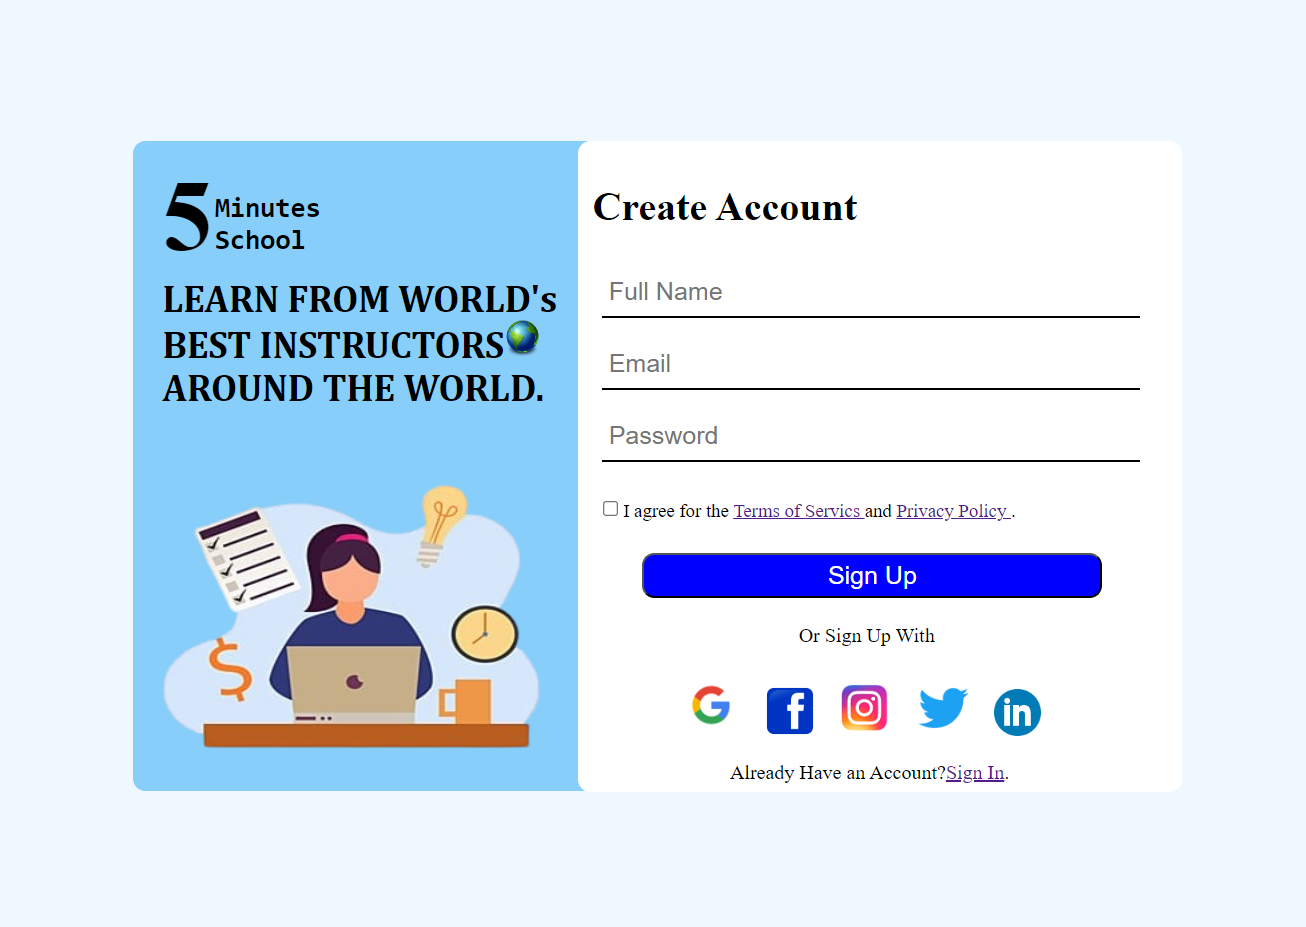 5 Minutes
School
LEARN FROM WORLD's
BEST INSTRUCTORS
AROUND THE WORLD.
Create Account
Full Name
Email
Password
I agree for the Terms of Servics and Privacy Policy .
Sign Up
Or Sign Up With
Already Have an Account?Sign In.